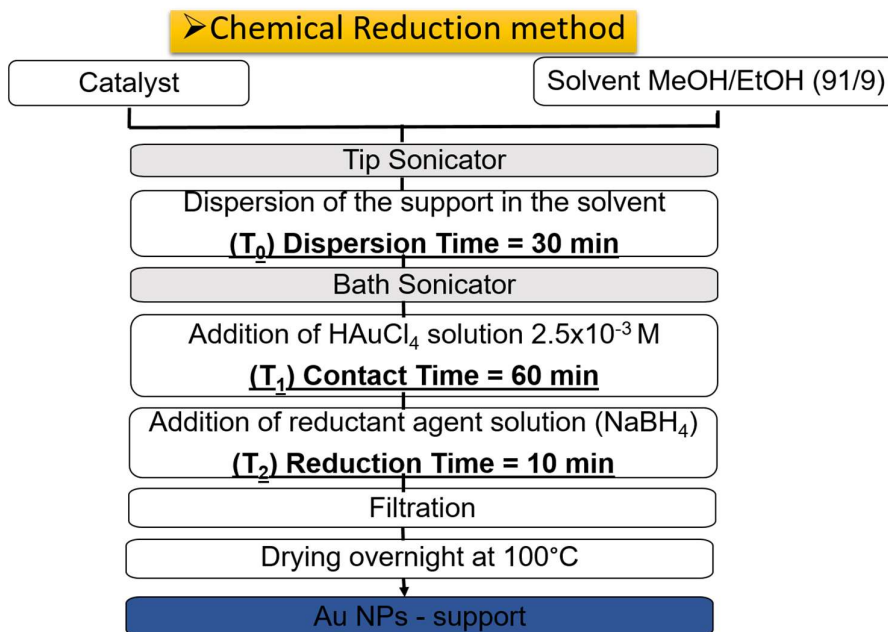 ➢Chemical Reduction method
Catalyst
Solvent MeOH/EtOH (91/9)
Tip Sonicator
Dispersion of the support in the solvent
(T₀) Dispersion Time = 30 min
Bath Sonicator
Addition of HAuCl₄ solution 2.5x10⁻³ M
(T₁) Contact Time = 60 min
Addition of reductant agent solution (NaBH₄)
(T₂) Reduction Time = 10 min
Filtration
Drying overnight at 100°C
Au NPs - support